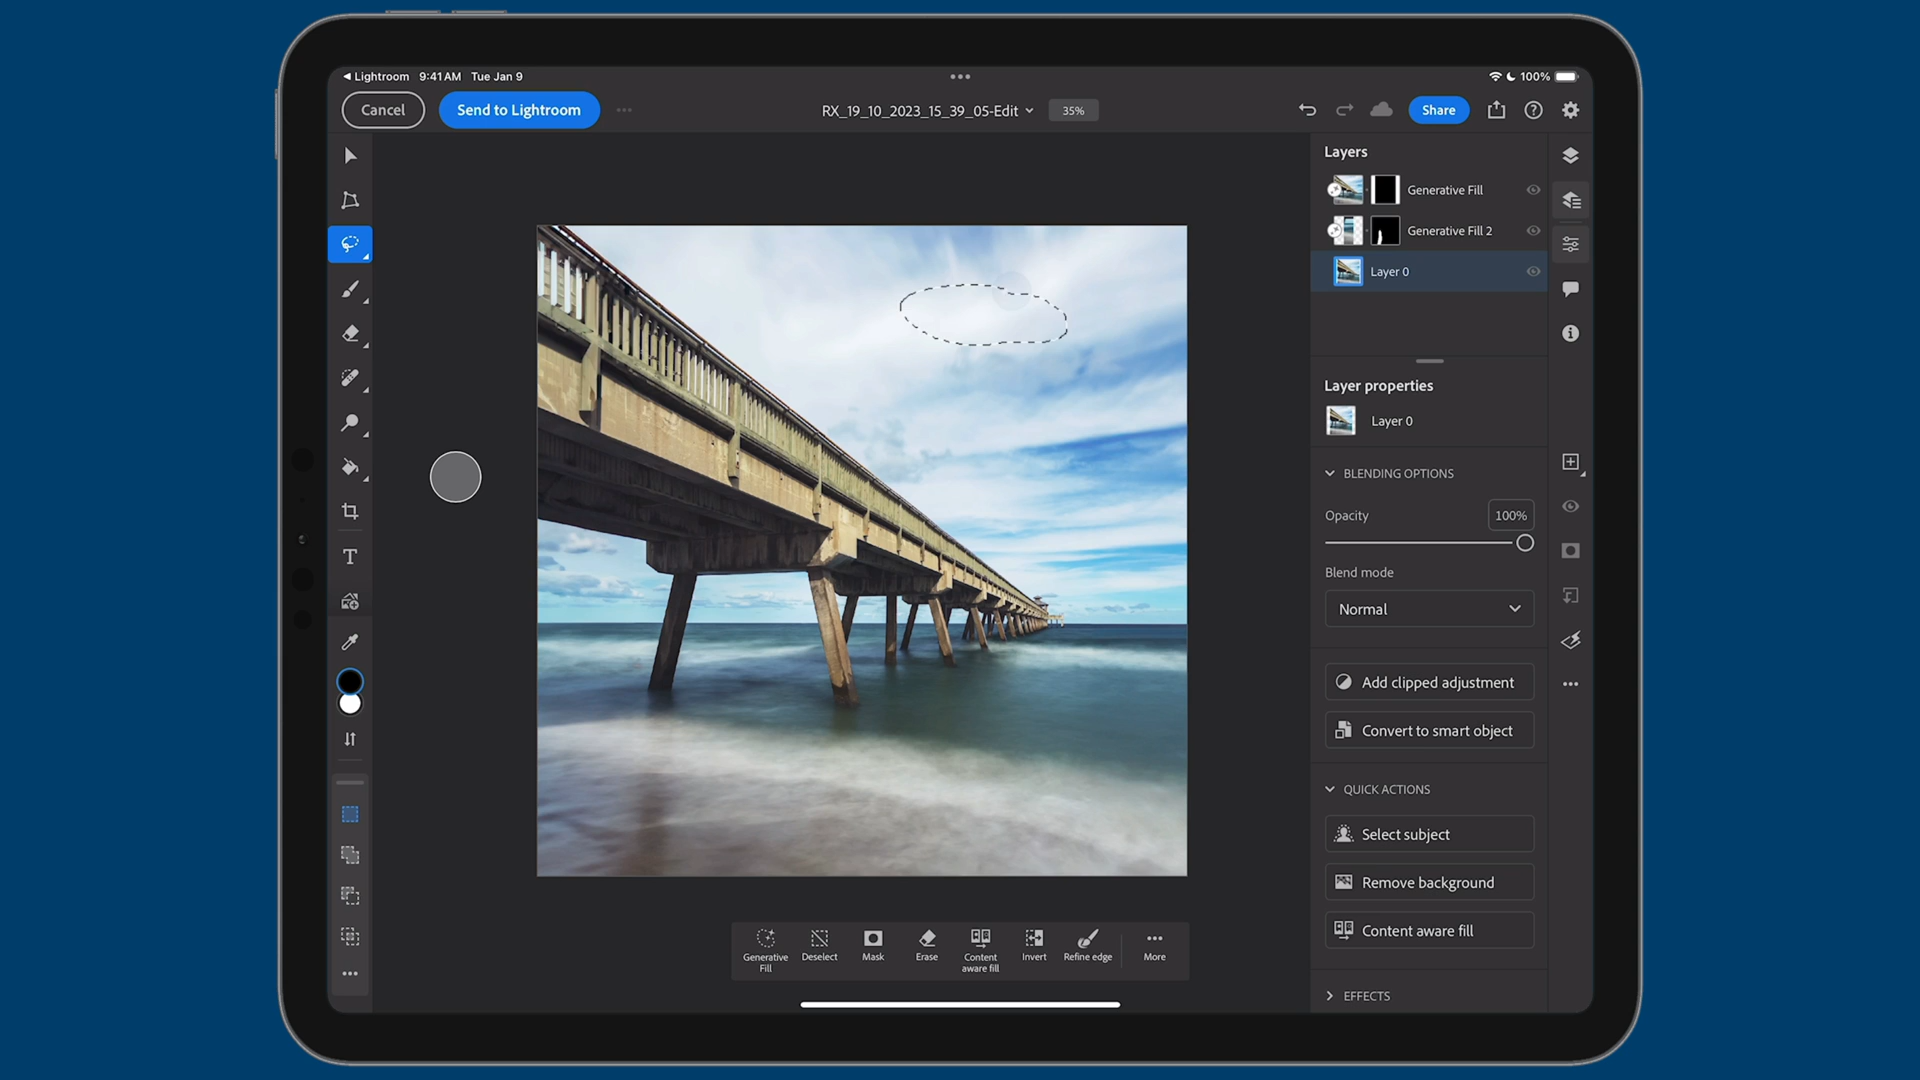 Lightroom 9:41 AM Tue Jan 9
100%
Cancel
Send to Lightroom
RX_19_10_2023_15_39_05-Edit
35%
Share
Layers
Generative Fill
Generative Fill 2
Layer 0
Layer properties
Layer 0
BLENDING OPTIONS
Opacity
100%
Blend mode
Normal
Add clipped adjustment
Convert to smart object
QUICK ACTIONS
Select subject
Remove background
Content aware fill
EFFECTS
T
Generative
Fill
Deselect
Mask
Erase
Content
aware fill
Invert
Refine edge
More